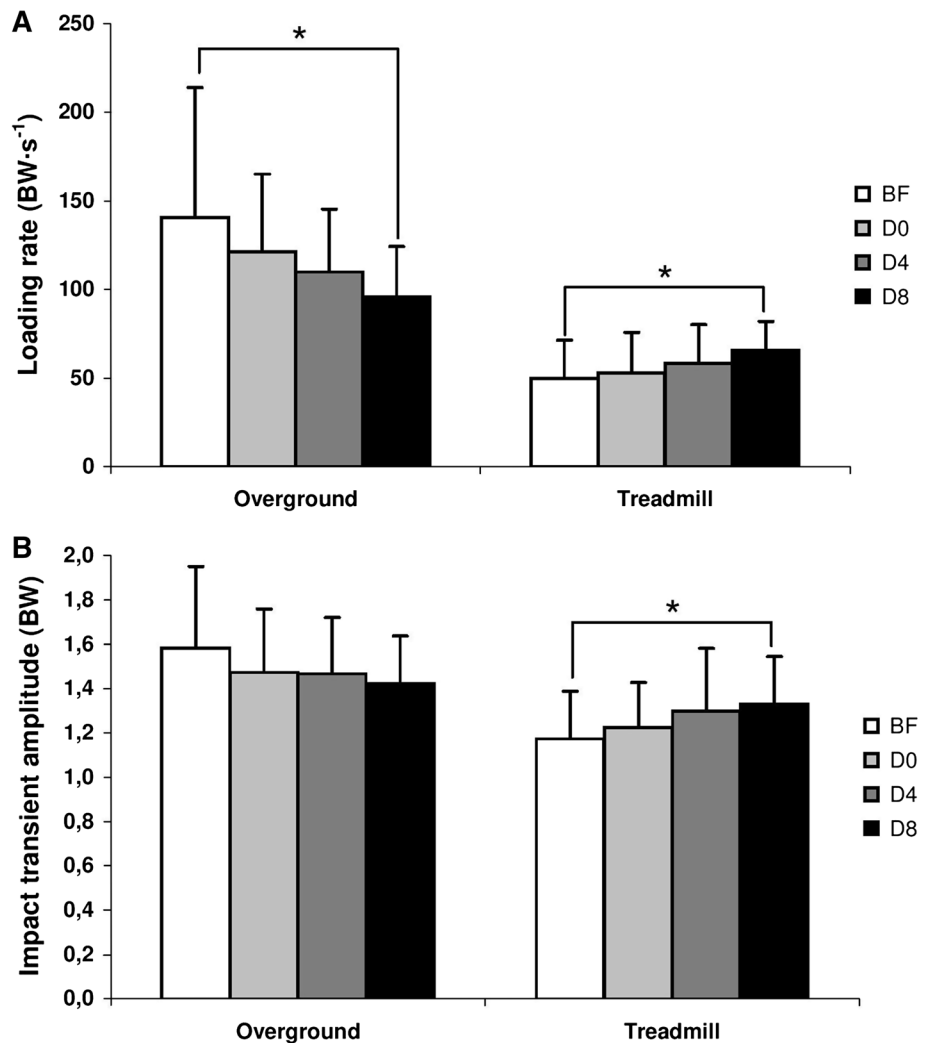 A
250
*
200
150
100
50
0
Loading rate (BW·s⁻¹)
*
BF
D0
D4
D8
Overground
Treadmill
B
2,0
1,8
1,6
1,4
1,2
1,0
0,8
0,6
0,4
0,2
0,0
Impact transient amplitude (BW)
*
BF
D0
D4
D8
Overground
Treadmill